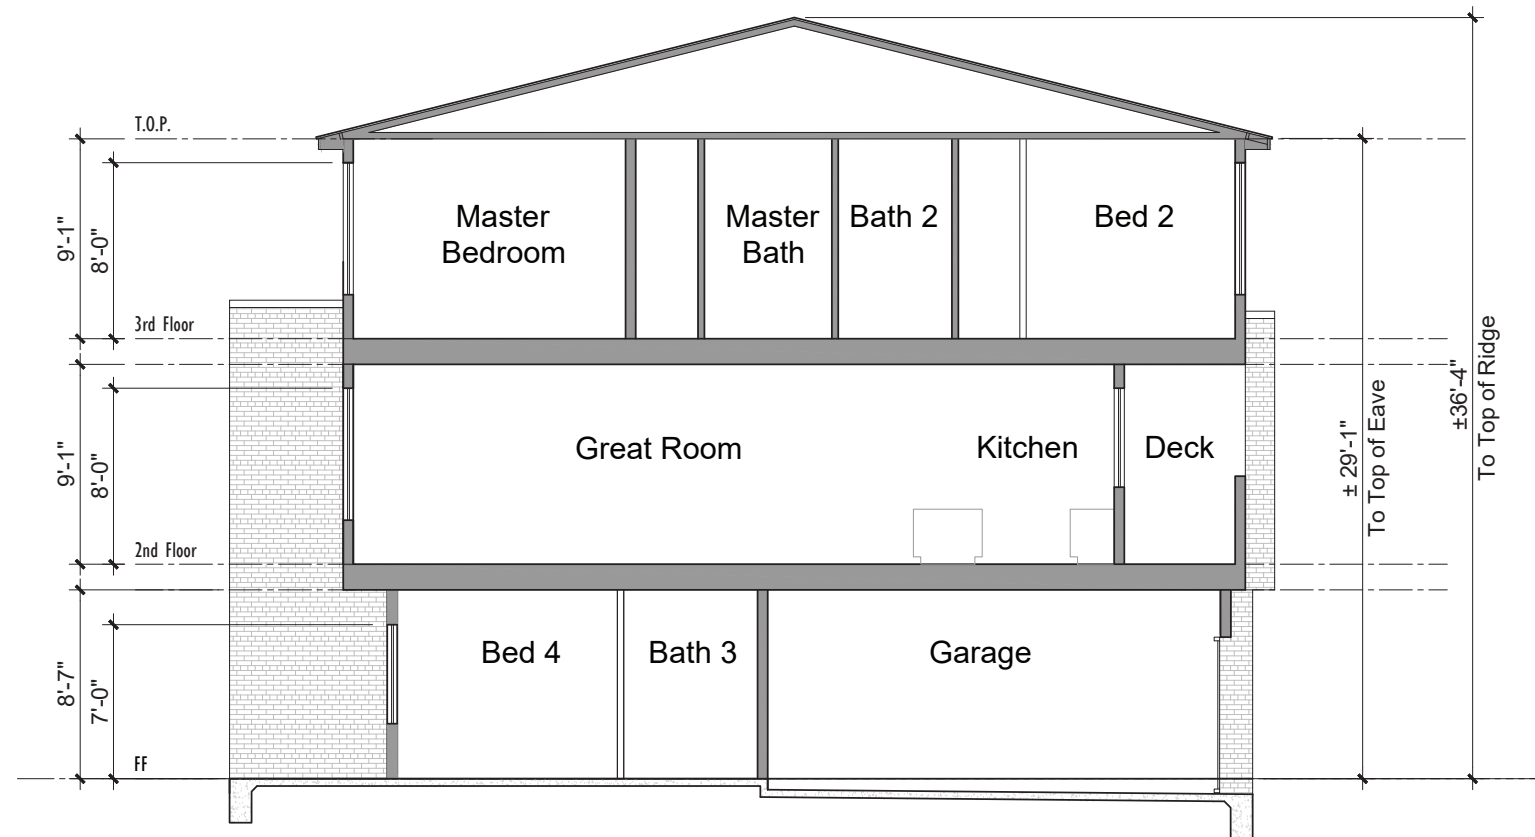 T.O.P.
9'-1"
8'-0"
Master
Bedroom
Master
Bath
Bath 2
Bed 2
3rd Floor
9'-1"
8'-0"
Great Room
Kitchen
Deck
2nd Floor
8'-7"
7'-0"
Bed 4
Bath 3
Garage
FF
± 29'-1"
To Top of Eave
±36'-4"
To Top of Ridge